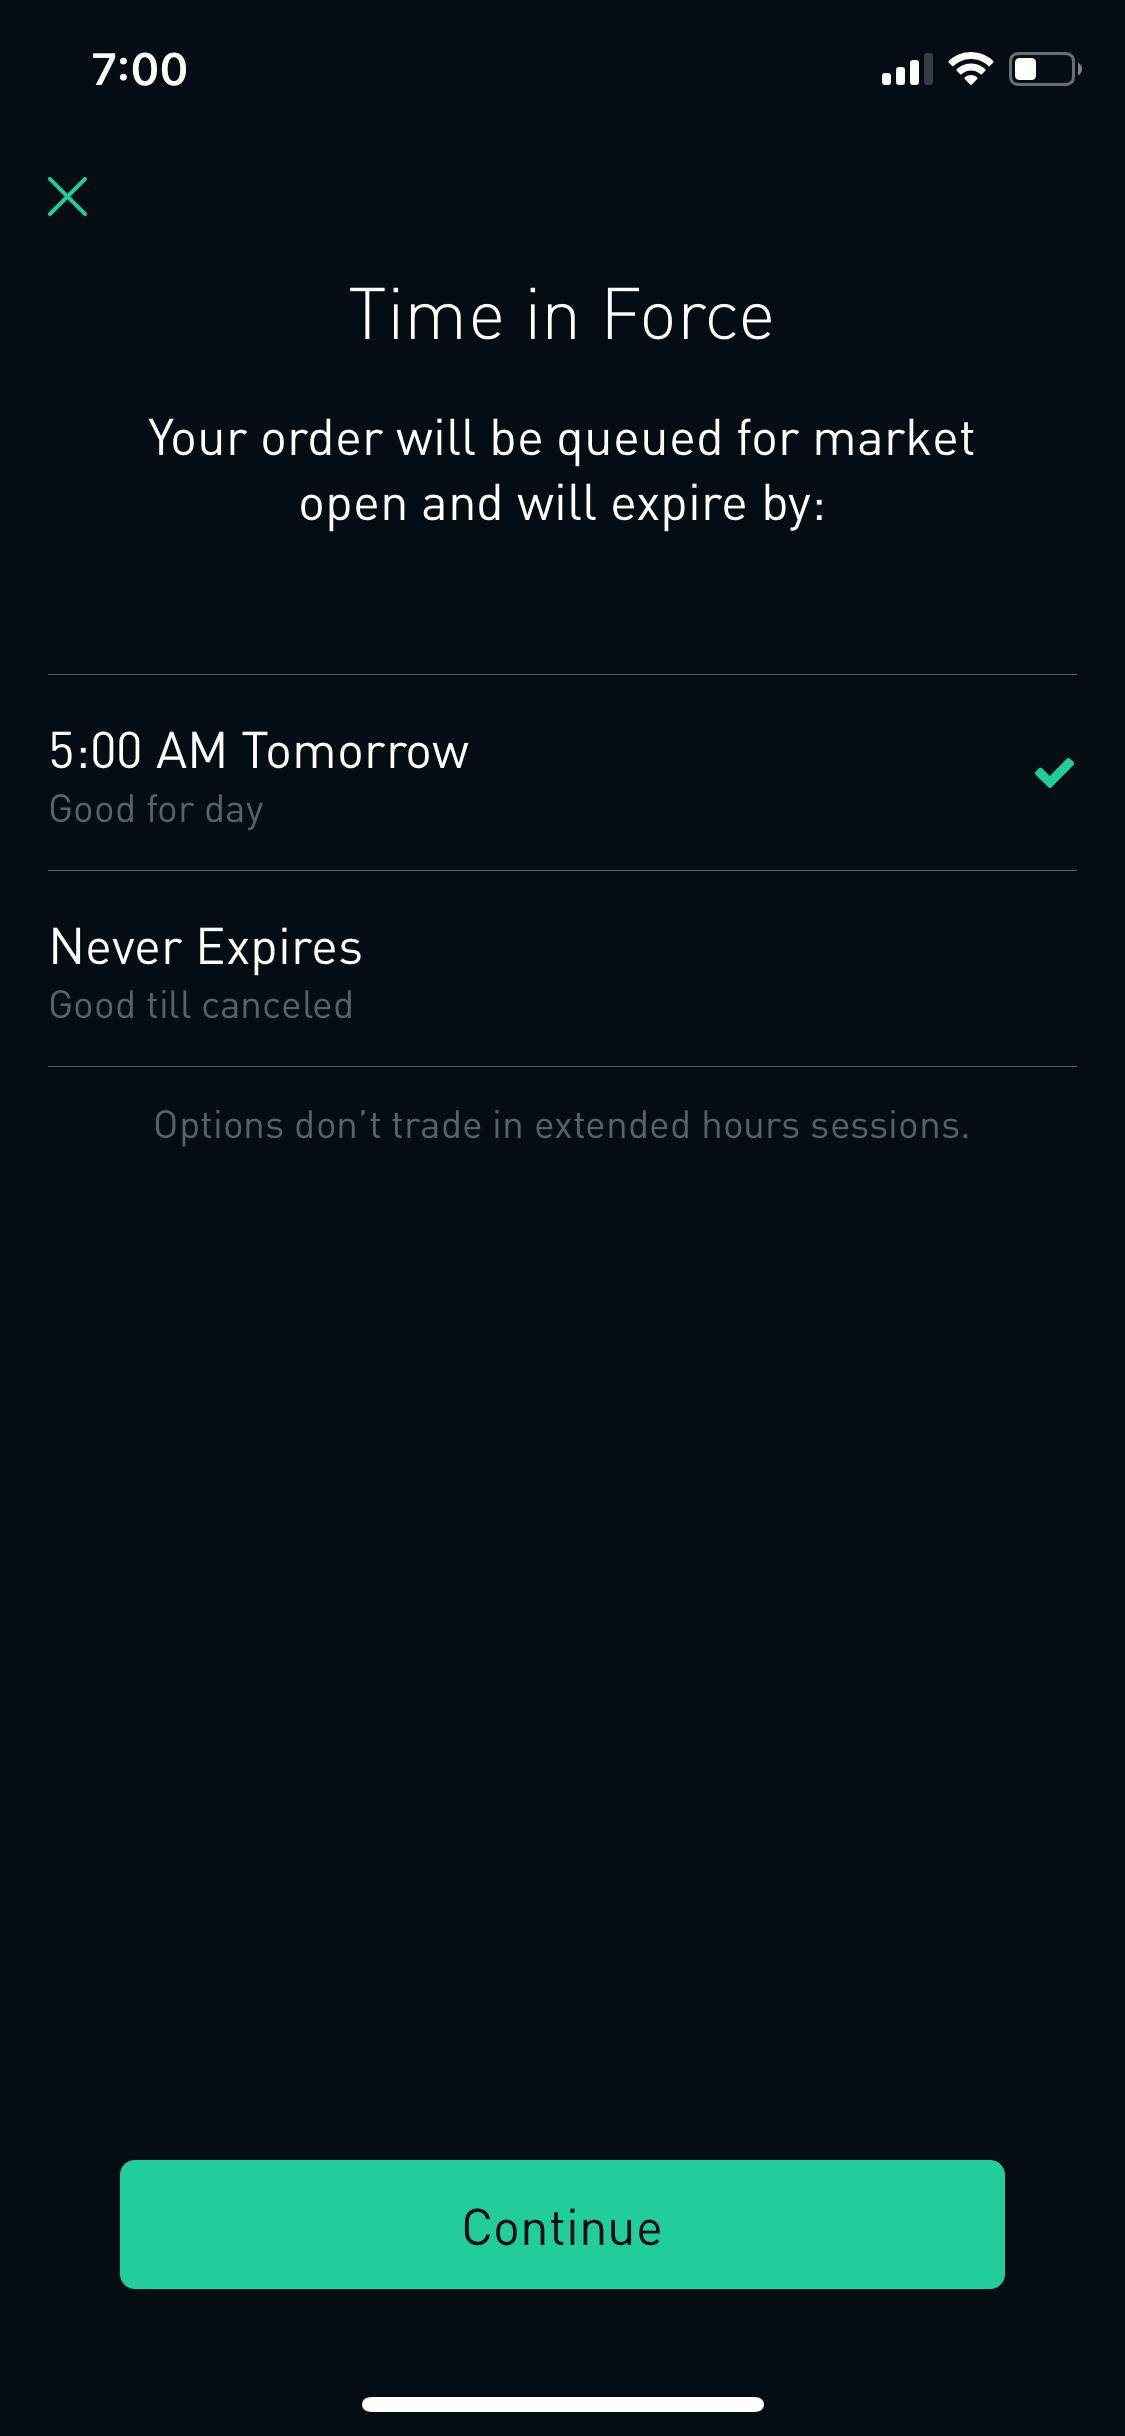 7:00
Time in Force
Your order will be queued for market
open and will expire by:
5:00 AM Tomorrow
Good for day
Never Expires
Good till canceled
Options don’t trade in extended hours sessions.
Continue